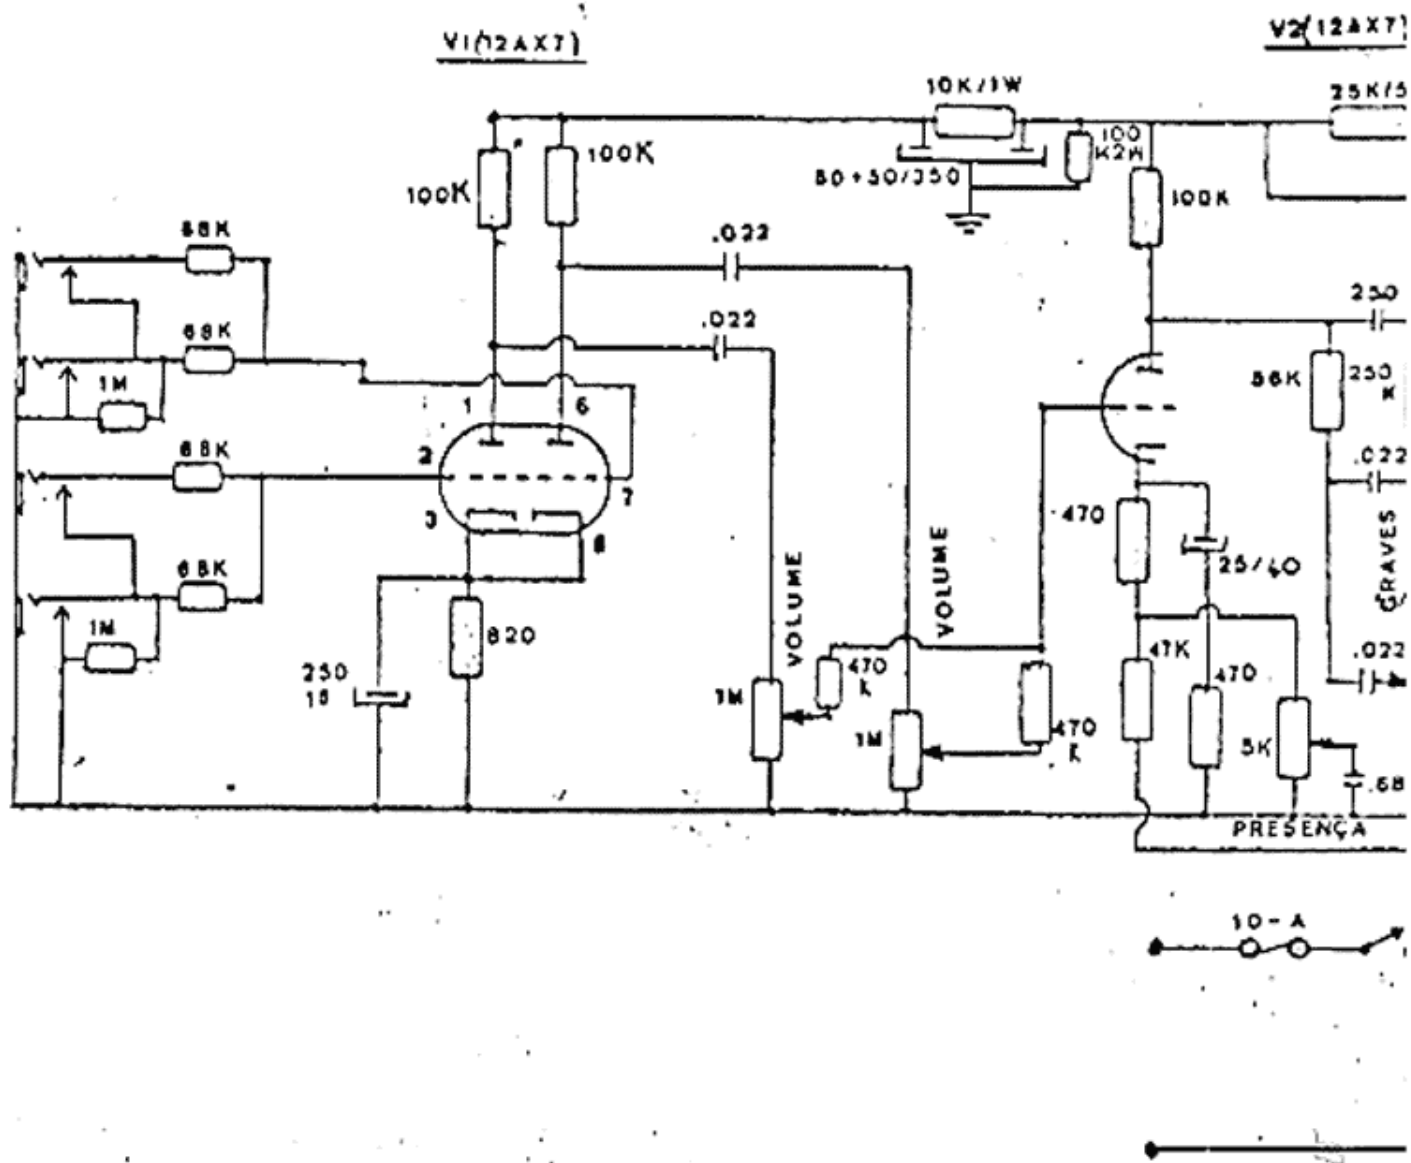 V1(12AX7)
V2(12AX7)
10K/1W
25K/5
100K
100K
100
K2W
50+50/350
100K
68K
.022
250
68K
.022
1M
1
6
56K
250
K
2
68K
7
.022
3
8
470
25/40
GRAVES
68K
VOLUME
VOLUME
1M
820
470
K
47K
470
.022
250
15
1M
1M
470
K
5K
.68
PRESENÇA
10-A